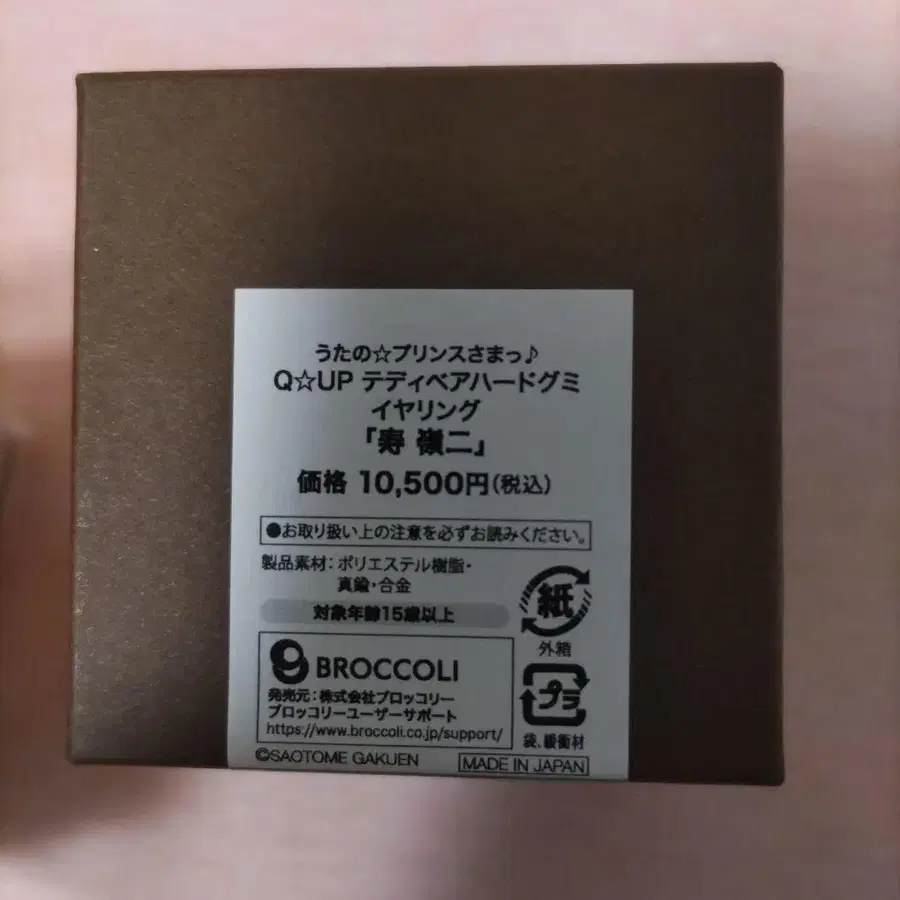 うたの☆プリンスさまっ♪
Q☆UP テディベアハードグミ
イヤリング
「寿 嶺二」
価格 10,500円(税込)
●お取り扱い上の注意を必ずお読みください。
製品素材:ポリエステル樹脂・
真鍮・合金
対象年齢15歳以上
紙
外箱
BROCCOLI
発売元:株式会社ブロッコリー
ブロッコリーユーザーサポート
https://www.broccoli.co.jp/support/
プラ
袋、緩衝材
©SAOTOME GAKUEN
MADE IN JAPAN